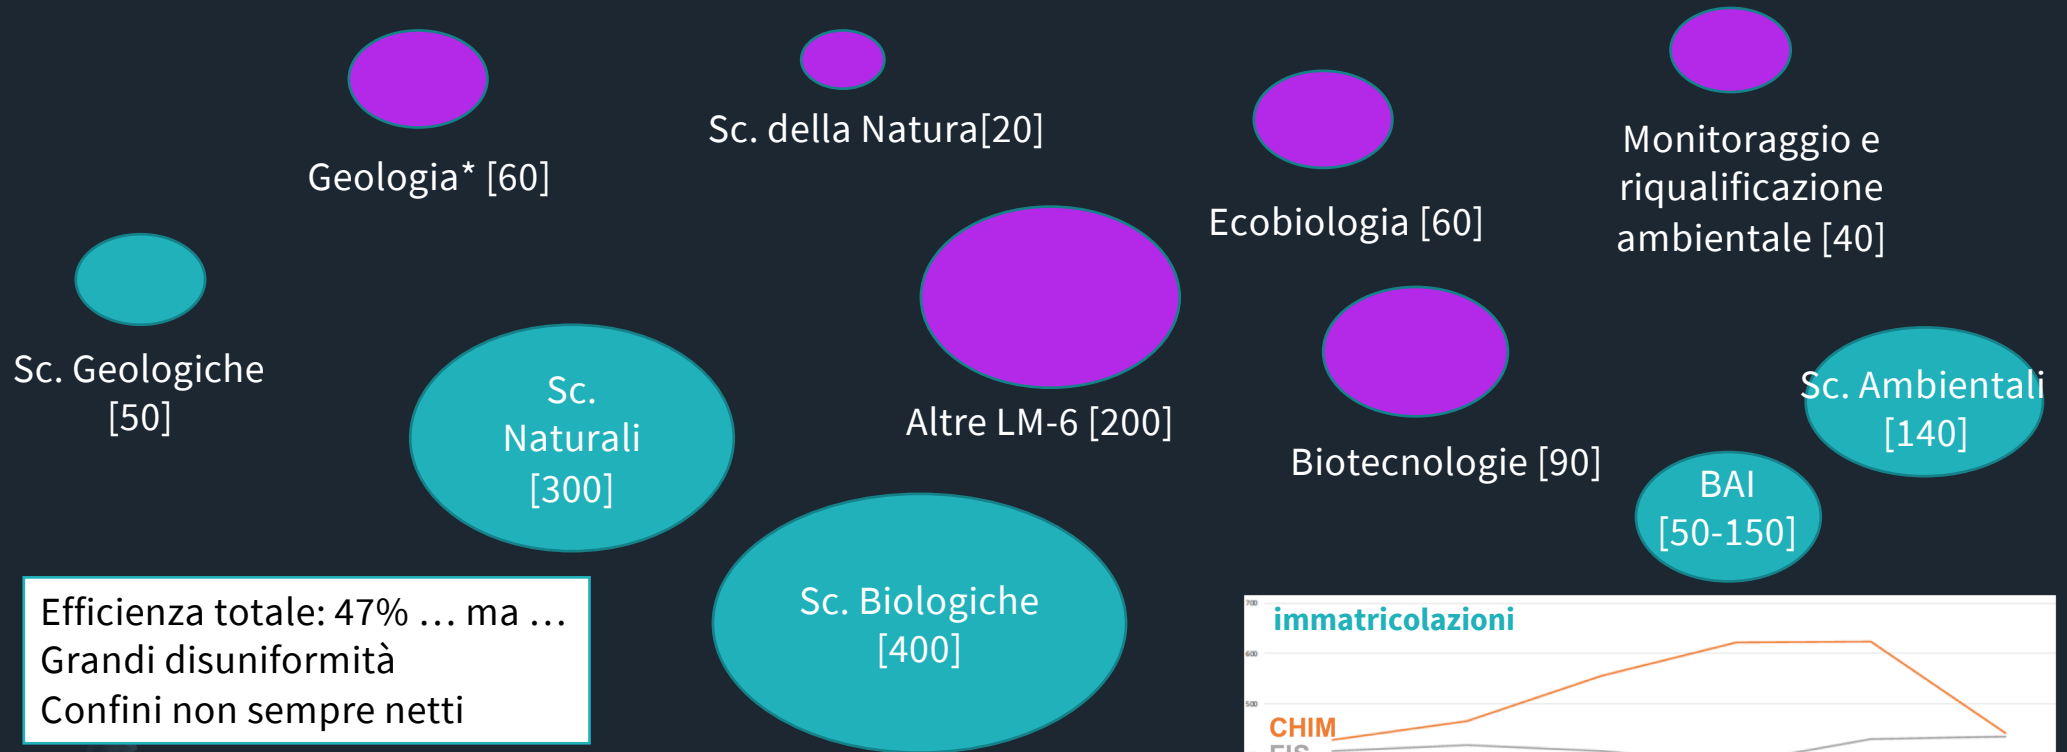 Geologia* [60]
Sc. della Natura[20]
Ecobiologia [60]
Monitoraggio e
riqualificazione
ambientale [40]
Sc. Geologiche
[50]
Sc.
Naturali
[300]
Altre LM-6 [200]
Biotecnologie [90]
Sc. Ambientali
[140]
BAI
[50-150]
Sc. Biologiche
[400]
Efficienza totale: 47% … ma …
Grandi disuniformità
Confini non sempre netti
immatricolazioni
700
600
500
CHIM
FIS